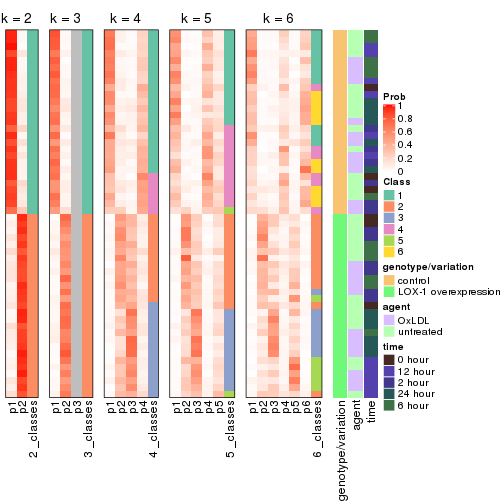 k = 2 k = 3 k = 4 k = 5 k = 6
Prob
1
0.8
0.6
0.4
0.2
0
Class
1
2
3
4
5
6
genotype/variation
control
LOX-1 overexpression
agent
OxLDL
untreated
time
0 hour
12 hour
2 hour
24 hour
6 hour
p1 p2 2_classes p1 p2 p3 3_classes p1 p2 p3 p4 4_classes p1 p2 p3 p4 p5 5_classes p1 p2 p3 p4 p5 p6 6_classes genotype/variation agent time